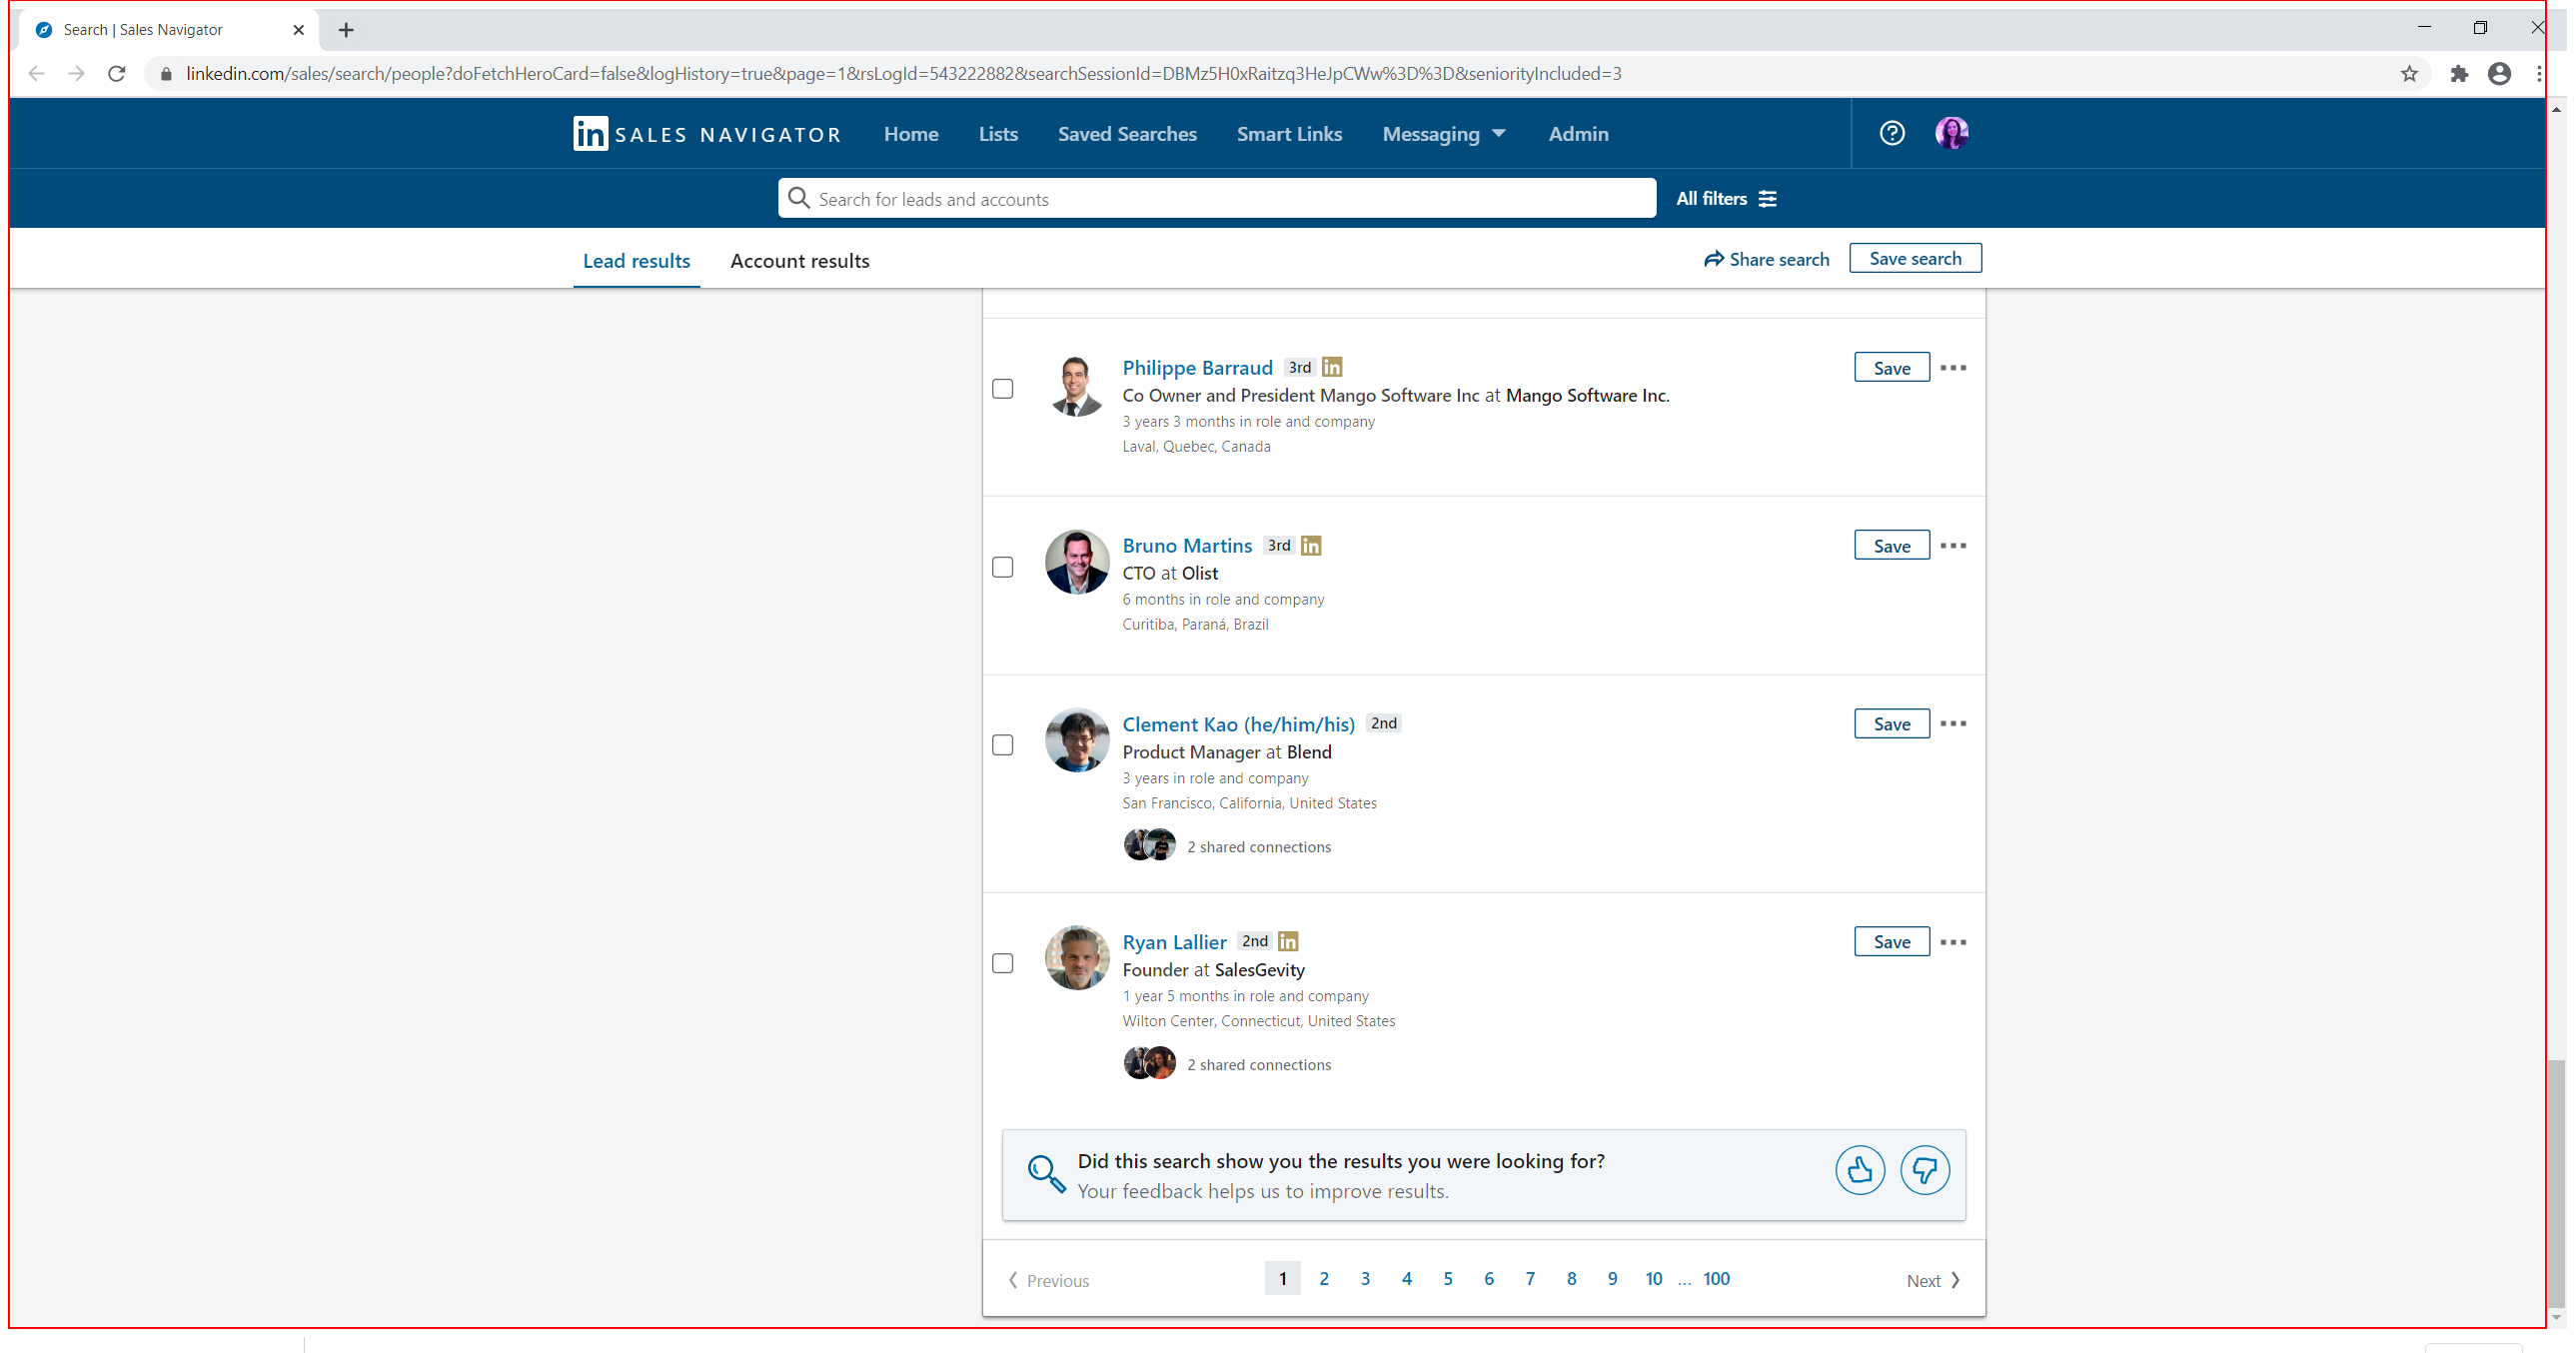 Search | Sales Navigator
linkedin.com/sales/search/people?doFetchHeroCard=false&logHistory=true&page=1&rsLogId=543222882&searchSessionId=DBMz5H0xRaitzq3HeJpCWw%3D%3D&seniorityIncluded=3
in SALES NAVIGATOR Home Lists Saved Searches Smart Links Messaging Admin
Search for leads and accounts All filters
Lead results Account results Share search Save search
Philippe Barraud 3rd in Save
Co Owner and President Mango Software Inc at Mango Software Inc.
3 years 3 months in role and company
Laval, Quebec, Canada
Bruno Martins 3rd in Save
CTO at Olist
6 months in role and company
Curitiba, Paraná, Brazil
Clement Kao (he/him/his) 2nd Save
Product Manager at Blend
3 years in role and company
San Francisco, California, United States
2 shared connections
Ryan Lallier 2nd in Save
Founder at SalesGevity
1 year 5 months in role and company
Wilton Center, Connecticut, United States
2 shared connections
Did this search show you the results you were looking for?
Your feedback helps us to improve results.
Previous 1 2 3 4 5 6 7 8 9 10 ... 100 Next